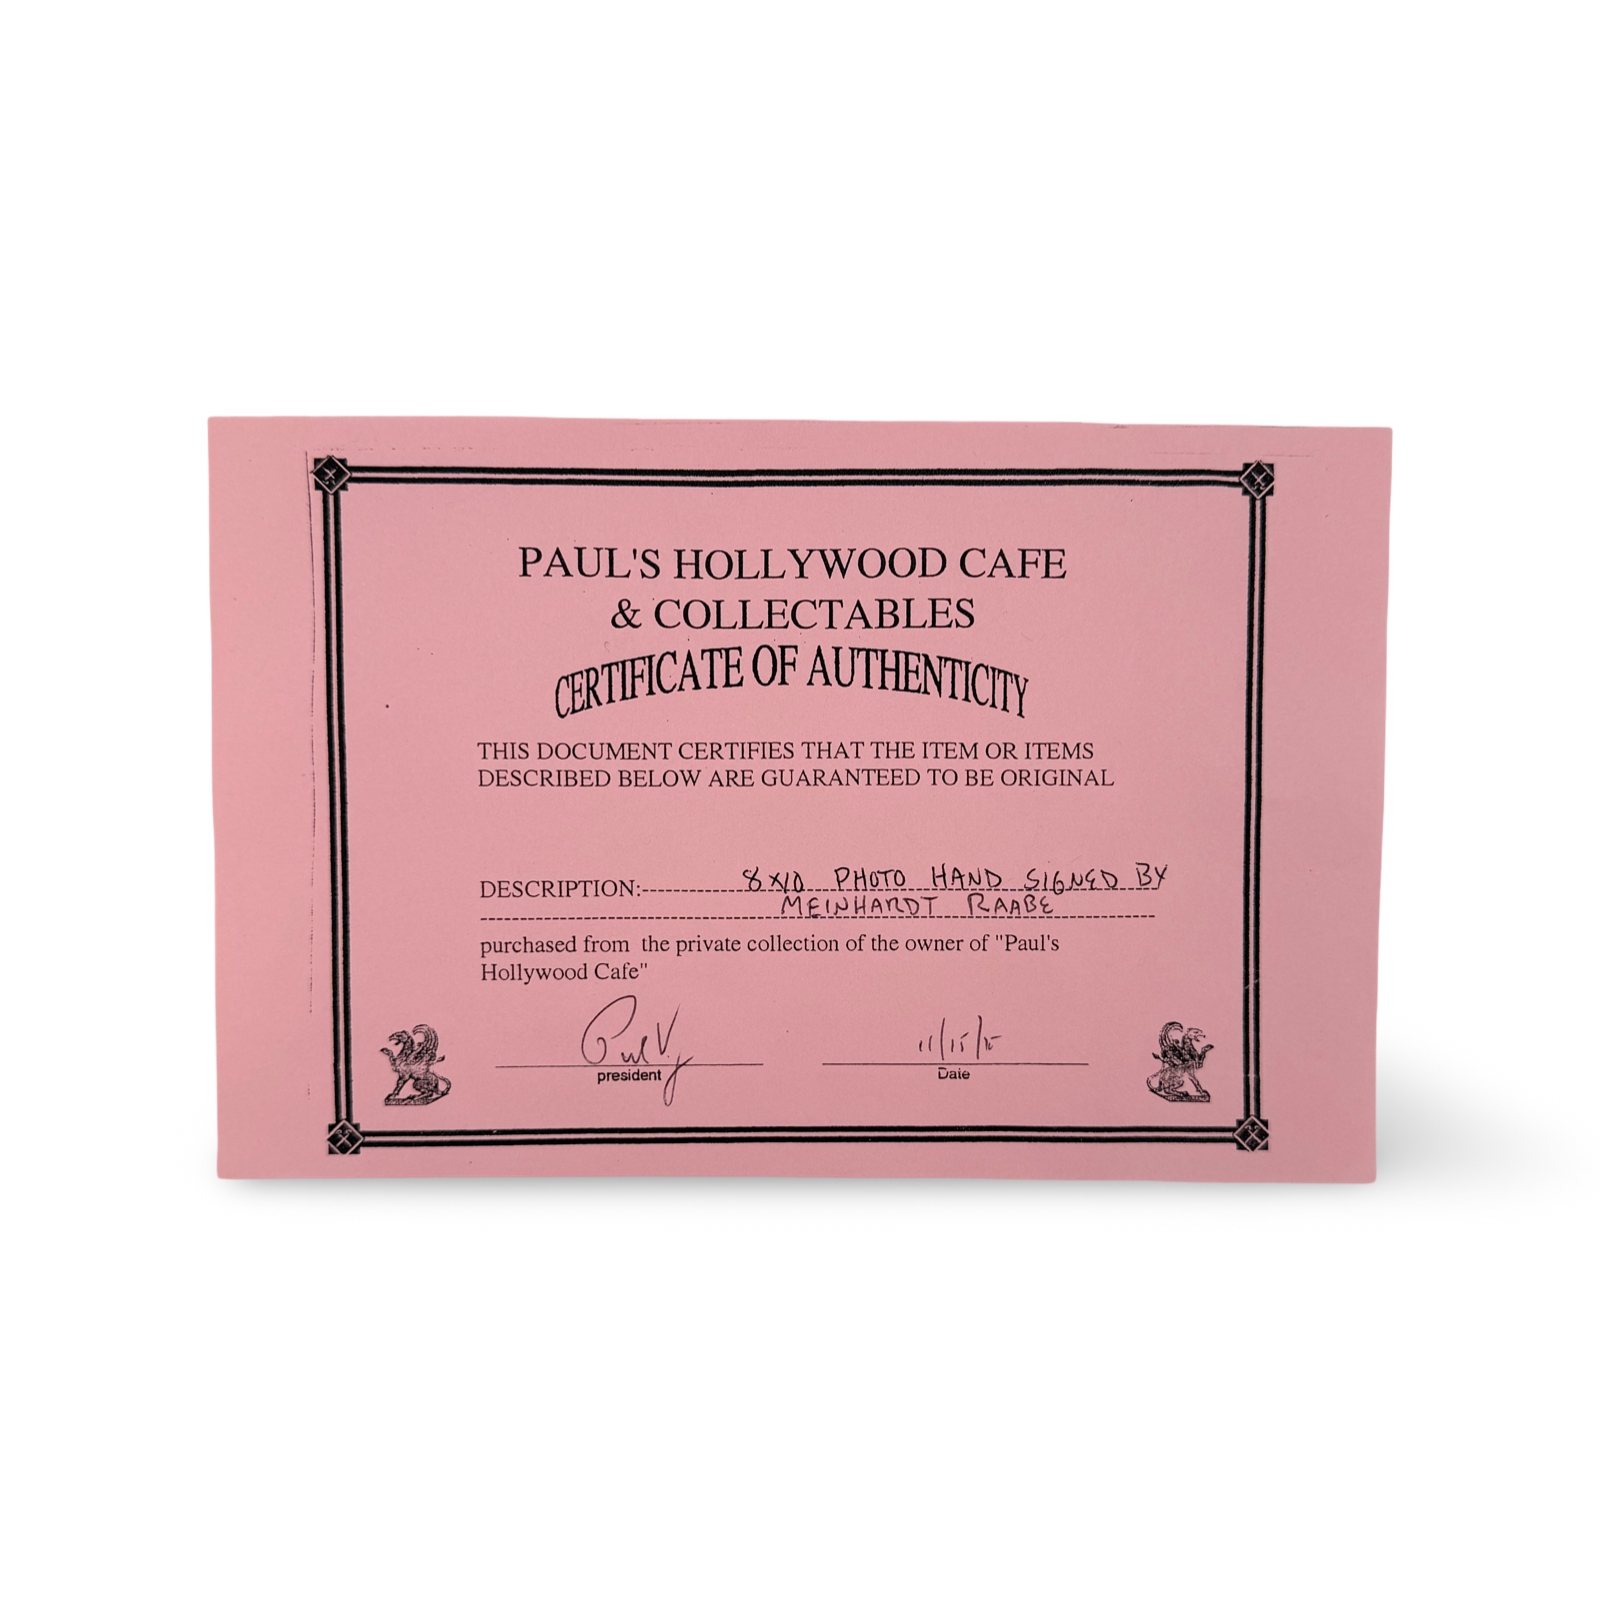 PAUL'S HOLLYWOOD CAFE
& COLLECTABLES
CERTIFICATE OF AUTHENTICITY
THIS DOCUMENT CERTIFIES THAT THE ITEM OR ITEMS
DESCRIBED BELOW ARE GUARANTEED TO BE ORIGINAL
DESCRIPTION:------------- 8X10 PHOTO HAND SIGNED BY
MEINHARDT RAABE
purchased from the private collection of the owner of "Paul's
Hollywood Cafe"
president
Date